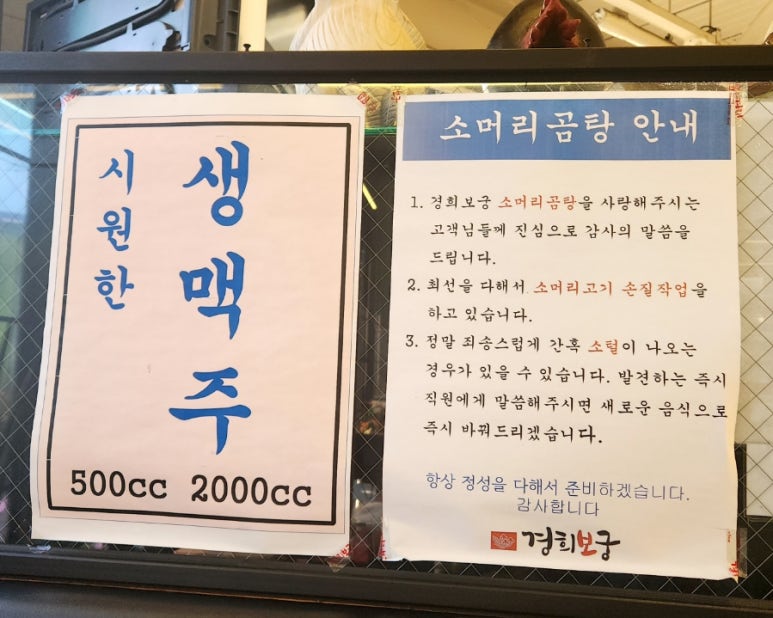 시원한
생맥주
500cc 2000cc
소머리곰탕 안내
1. 경희보궁 소머리곰탕을 사랑해주시는
고객님들께 진심으로 감사의 말씀을
드립니다.
2. 최선을 다해서 소머리고기 손질작업을
하고 있습니다.
3. 정말 죄송스럽게 간혹 소털이 나오는
경우가 있을 수 있습니다. 발견하는 즉시
직원에게 말씀해주시면 새로운 음식으로
즉시 바꿔드리겠습니다.
항상 정성을 다해서 준비하겠습니다.
감사합니다
경희보궁